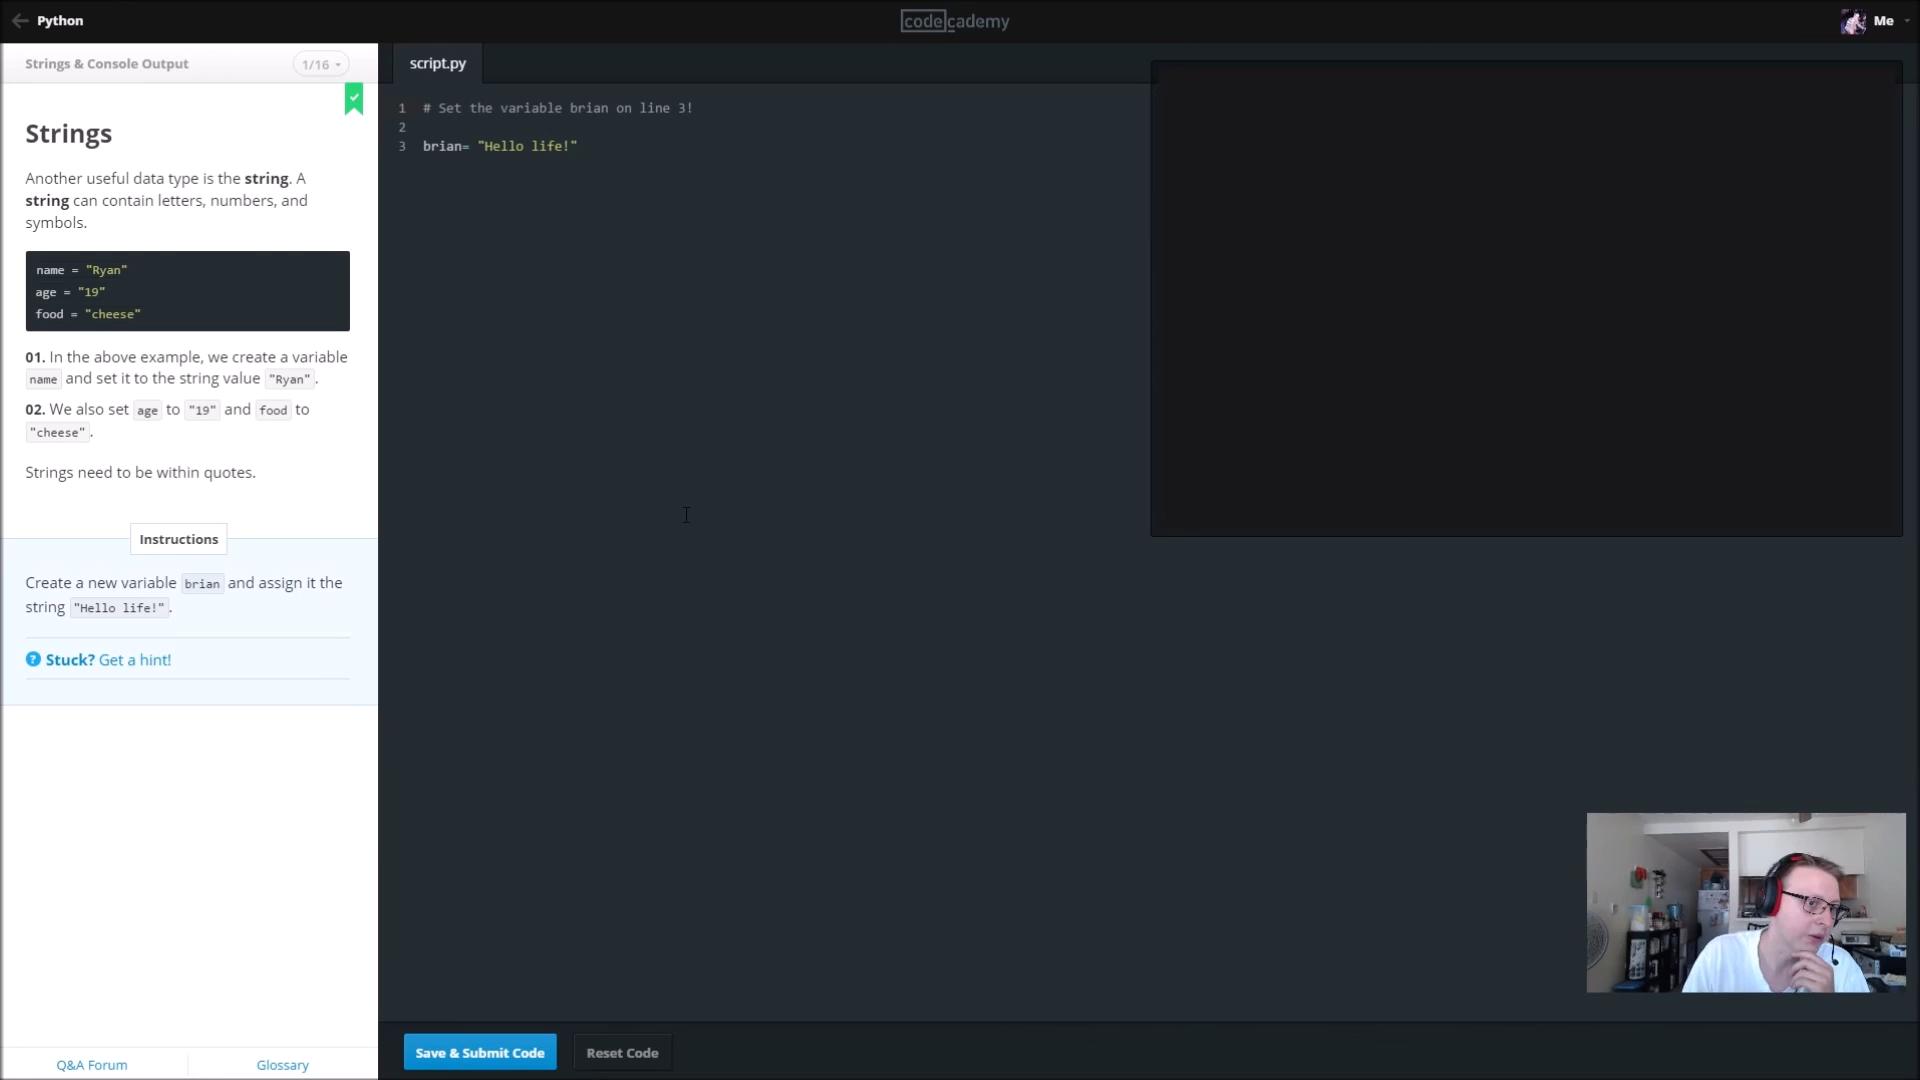 Python
codecademy
Me
Strings & Console Output
1/16
script.py
1 # Set the variable brian on line 3!
2
3 brian= "Hello life!"
Strings
Another useful data type is the string. A
string can contain letters, numbers, and
symbols.
name = "Ryan"
age = "19"
food = "cheese"
01. In the above example, we create a variable
name and set it to the string value "Ryan".
02. We also set age to "19" and food to
"cheese".
Strings need to be within quotes.
Instructions
Create a new variable brian and assign it the
string "Hello life!".
? Stuck? Get a hint!
Save & Submit Code
Reset Code
Q&A Forum
Glossary